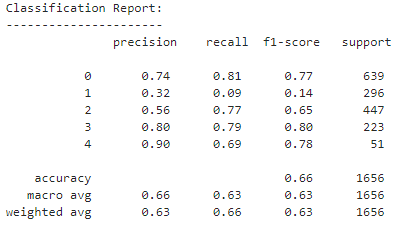 Classification Report:
----------------------
precision recall f1-score support
0 0.74 0.81 0.77 639
1 0.32 0.09 0.14 296
2 0.56 0.77 0.65 447
3 0.80 0.79 0.80 223
4 0.90 0.69 0.78 51
accuracy 0.66 1656
macro avg 0.66 0.63 0.63 1656
weighted avg 0.63 0.66 0.63 1656